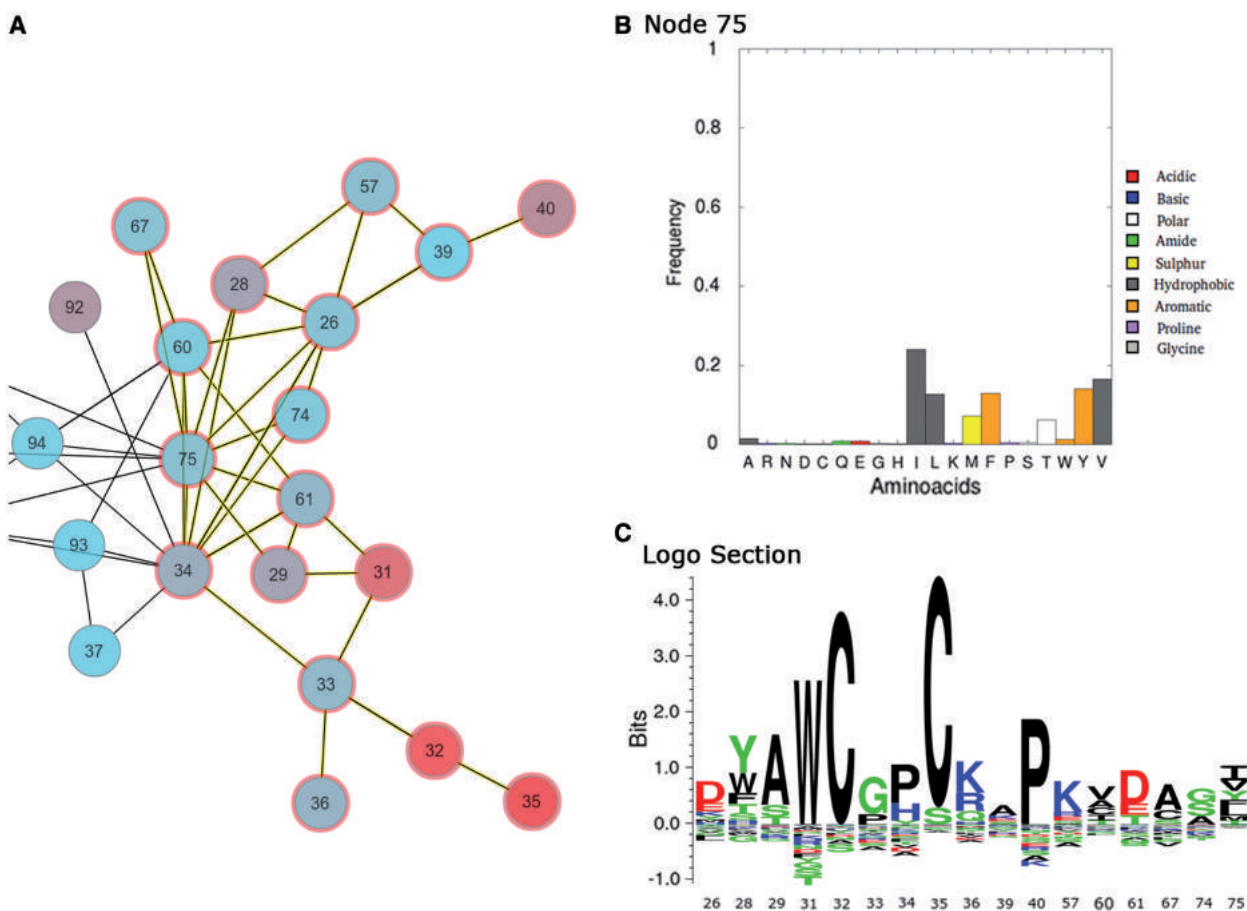 A
57
40
67
39
28
92
26
60
74
94
75
61
93
34
29
31
37
33
32
36
35
B Node 75
1
0.8
0.6
0.4
0.2
0
Frequency
A R N D C Q E G H I L K M F P S T W Y V
Aminoacids
Acidic
Basic
Polar
Amide
Sulphur
Hydrophobic
Aromatic
Proline
Glycine
C Logo Section
4.0
3.0
2.0
1.0
0.0
-1.0
Bits
Y A W C G P C K A P K D A
26 28 29 31 32 33 34 35 36 39 40 57 60 61 67 74 75